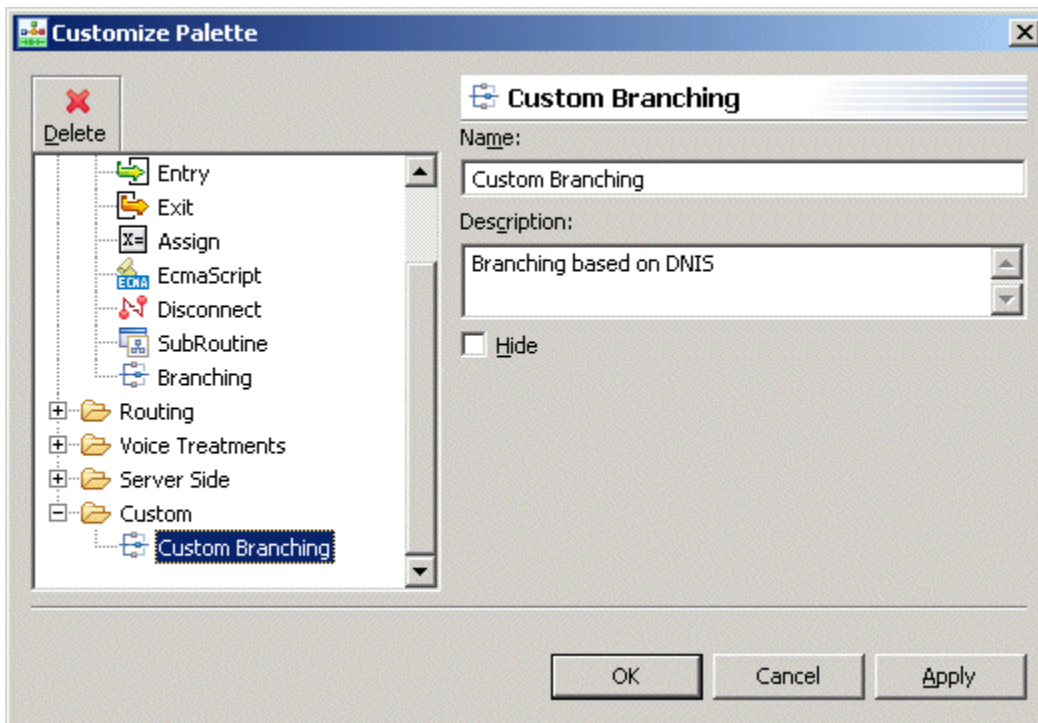 Customize Palette
Delete
Entry
Exit
X= Assign
ECMA EcmaScript
Disconnect
SubRoutine
Branching
Routing
Voice Treatments
Server Side
Custom
Custom Branching
Custom Branching
Name:
Custom Branching
Description:
Branching based on DNIS
Hide
OK Cancel Apply